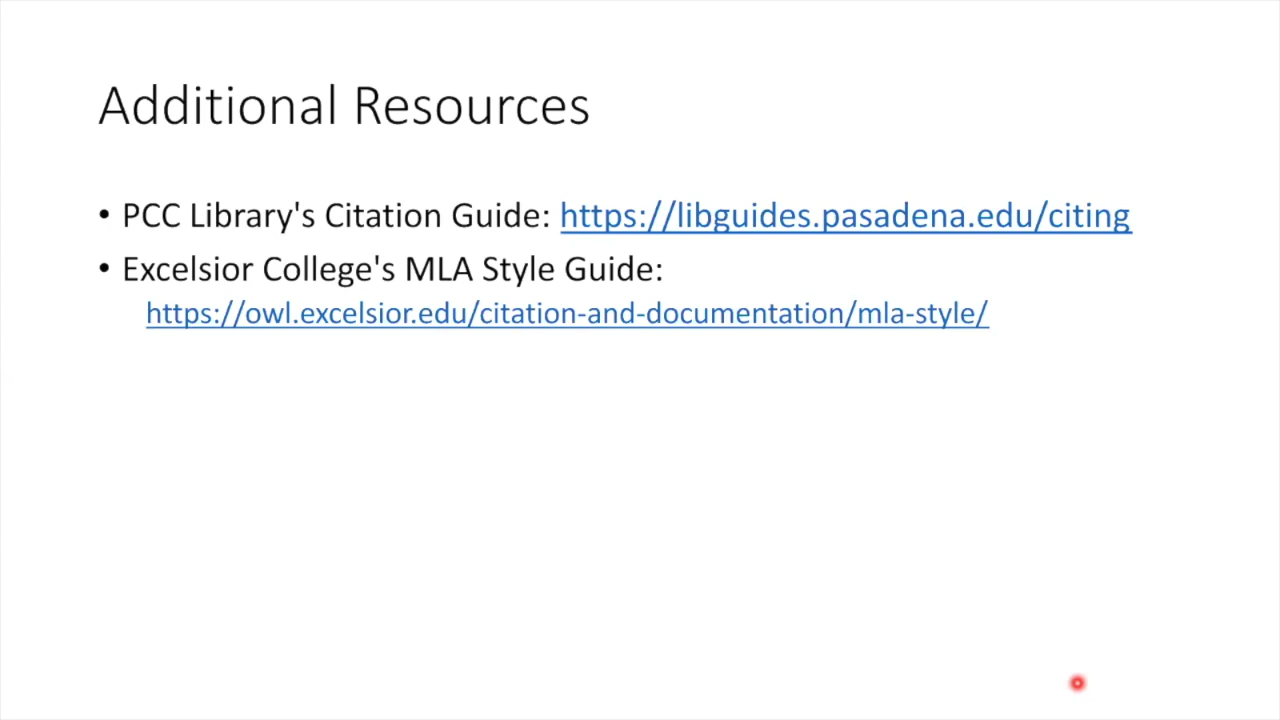 Additional Resources
• PCC Library's Citation Guide: https://libguides.pasadena.edu/citing
• Excelsior College's MLA Style Guide:
https://owl.excelsior.edu/citation-and-documentation/mla-style/